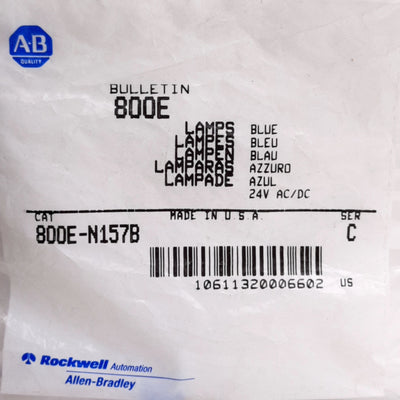 AB
QUALITY
BULLETIN
800E
LAMPS BLUE
LAMPES BLEU
LAMPEN BLAU
LAMPARAS AZZURO
LAMPADE AZUL
24V AC/DC
CAT MADE IN U.S.A. SER
800E-N157B C
10611320006602 US
Rockwell Automation
Allen-Bradley